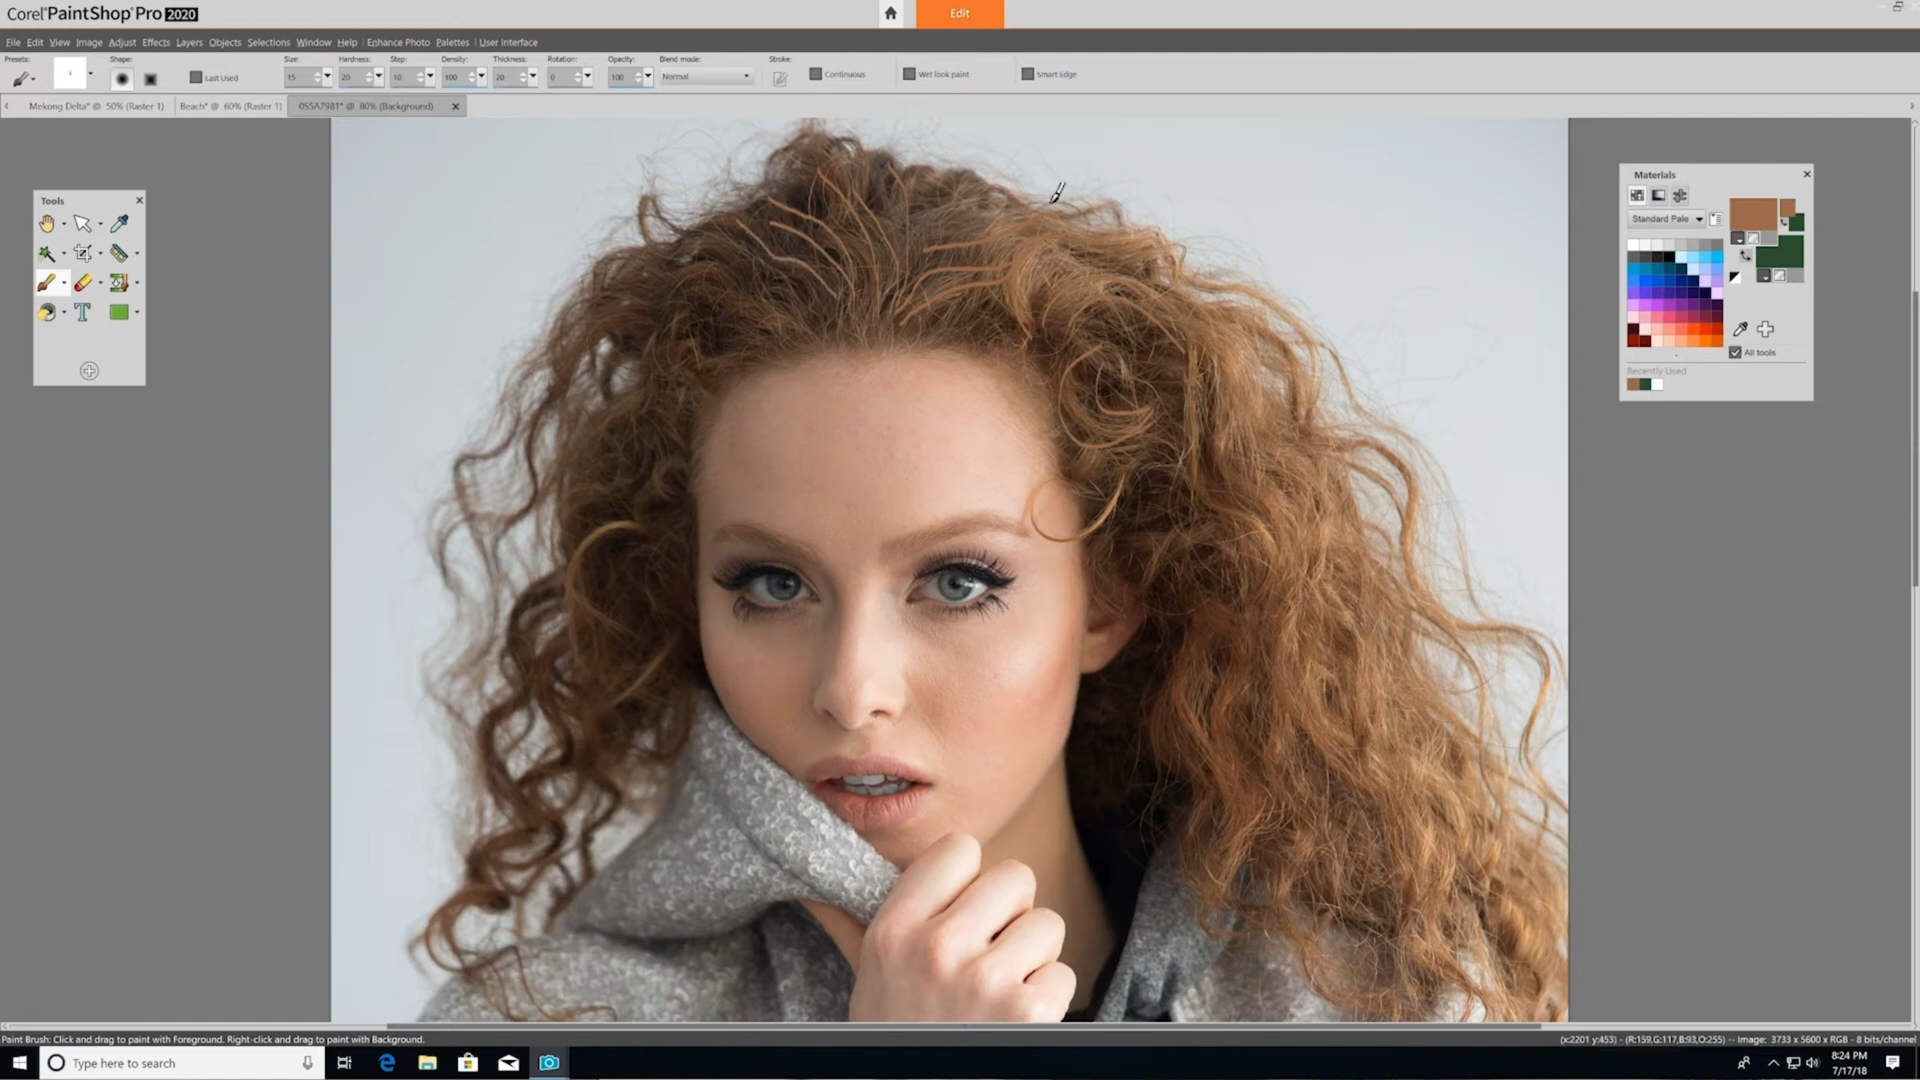 Corel® PaintShop® Pro 2020
Edit
File Edit View Image Adjust Effects Layers Objects Selections Window Help Enhance Photo Palettes User Interface
Presets: Shape: Size: Hardness: Step: Density: Thickness: Rotation: Opacity: Blend mode: Stroke:
Last Used 15 20 10 100 20 0 100 Normal Continuous Wet look paint Smart Edge
Mekong Delta* @ 50% (Raster 1) Beach* @ 60% (Raster 1) 0S5A7981* @ 80% (Background)
Tools
Materials
Standard Pale
All tools
Recently Used
Paint Brush: Click and drag to paint with Foreground. Right-click and drag to paint with Background.
(x:2201 y:453) - (R:159,G:117,B:93,O:255) -- Image: 3733 x 5600 x RGB - 8 bits/channel
Type here to search
8:24 PM
7/17/18